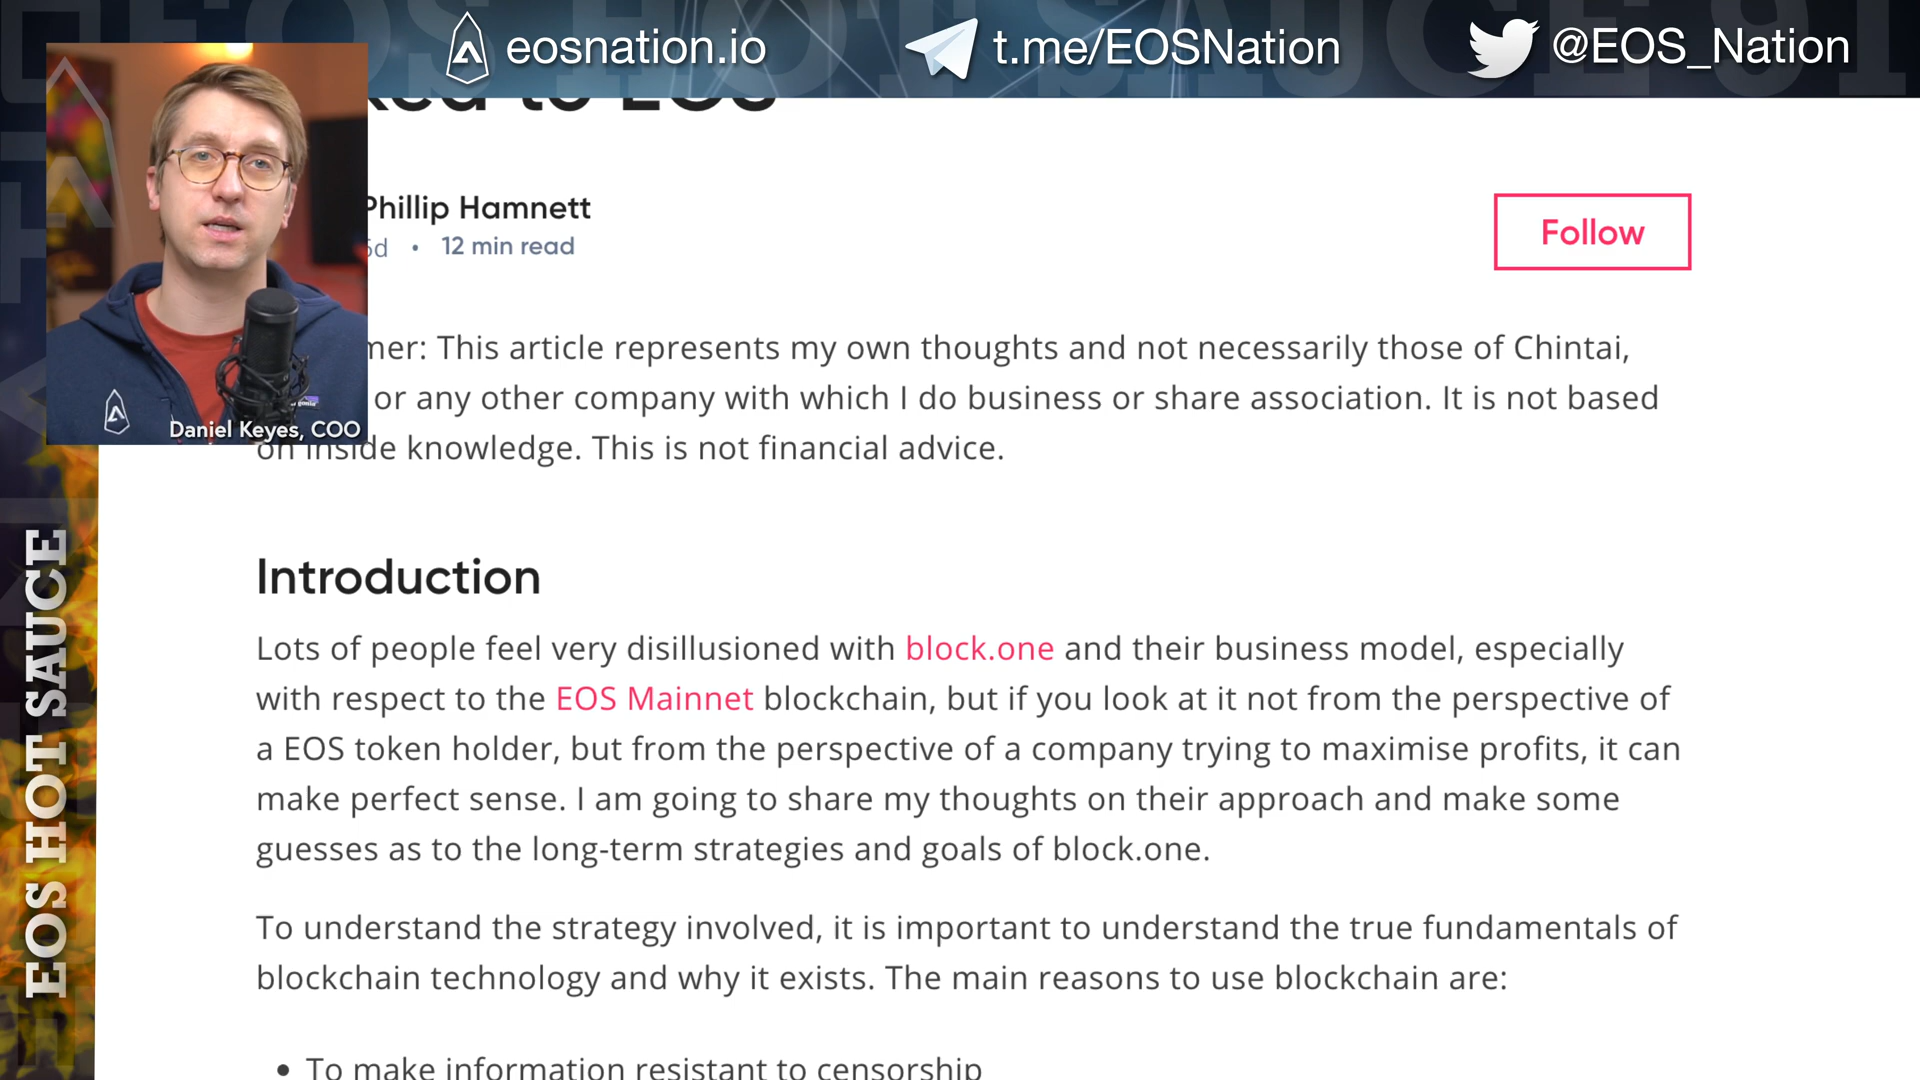 eosnation.io
t.me/EOSNation
@EOS_Nation
to EOS
Phillip Hamnett
12 min read
Follow
This article represents my own thoughts and not necessarily those of Chintai,
or any other company with which I do business or share association. It is not based
on inside knowledge. This is not financial advice.
Daniel Keyes, COO
Introduction
Lots of people feel very disillusioned with block.one and their business model, especially
with respect to the EOS Mainnet blockchain, but if you look at it not from the perspective of
a EOS token holder, but from the perspective of a company trying to maximise profits, it can
make perfect sense. I am going to share my thoughts on their approach and make some
guesses as to the long-term strategies and goals of block.one.
To understand the strategy involved, it is important to understand the true fundamentals of
blockchain technology and why it exists. The main reasons to use blockchain are:
• To make information resistant to censorship
EOS HOT SAUCE